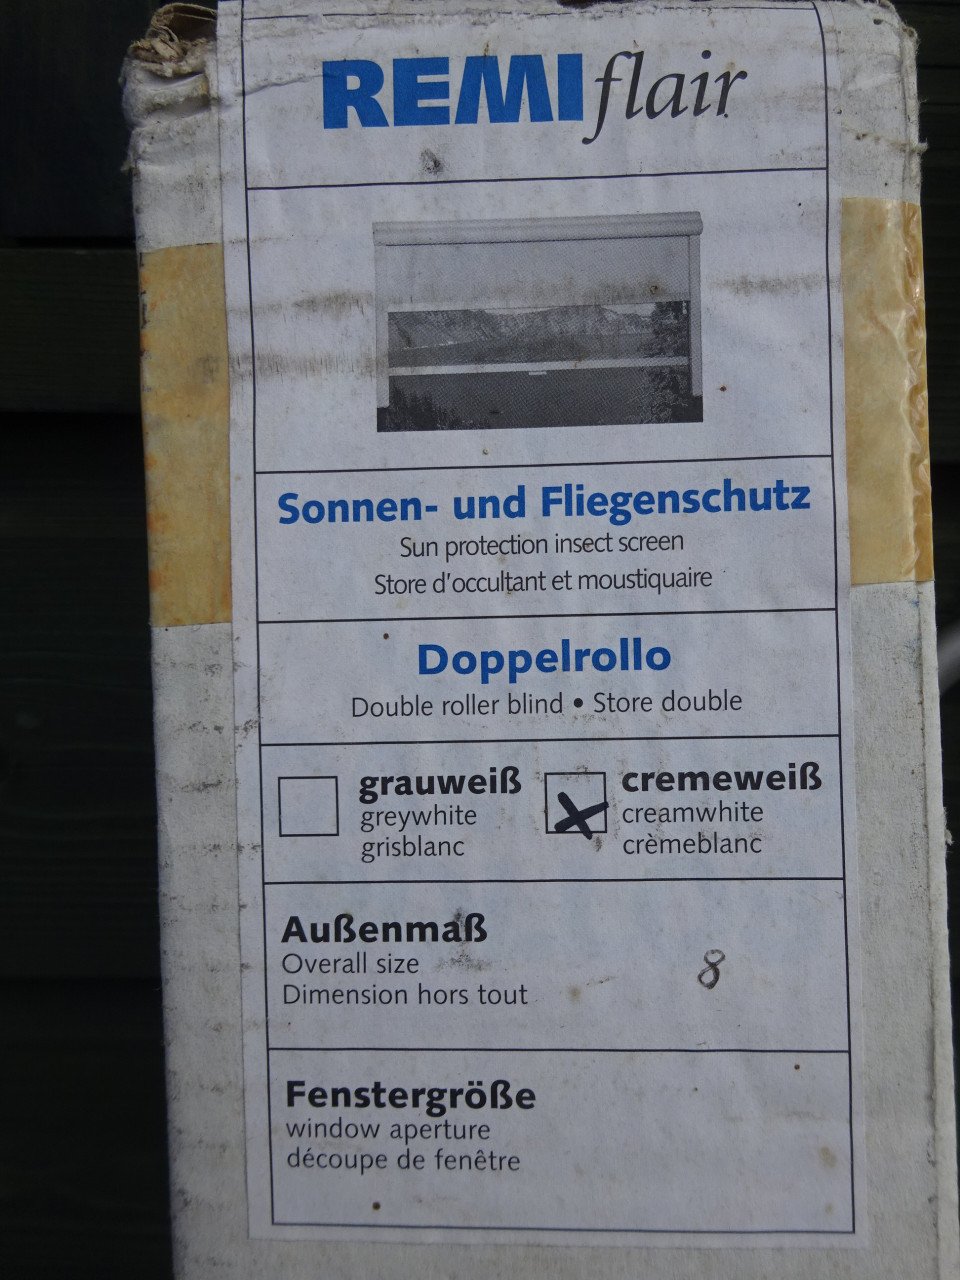 REMIflair
Sonnen- und Fliegenschutz
Sun protection insect screen
Store d'occultant et moustiquaire
Doppelrollo
Double roller blind • Store double
grauweiß
greywhite
grisblanc
cremeweiß
creamwhite
crèmeblanc
Außenmaß
Overall size
Dimension hors tout
8
Fenstergröße
window aperture
découpe de fenêtre